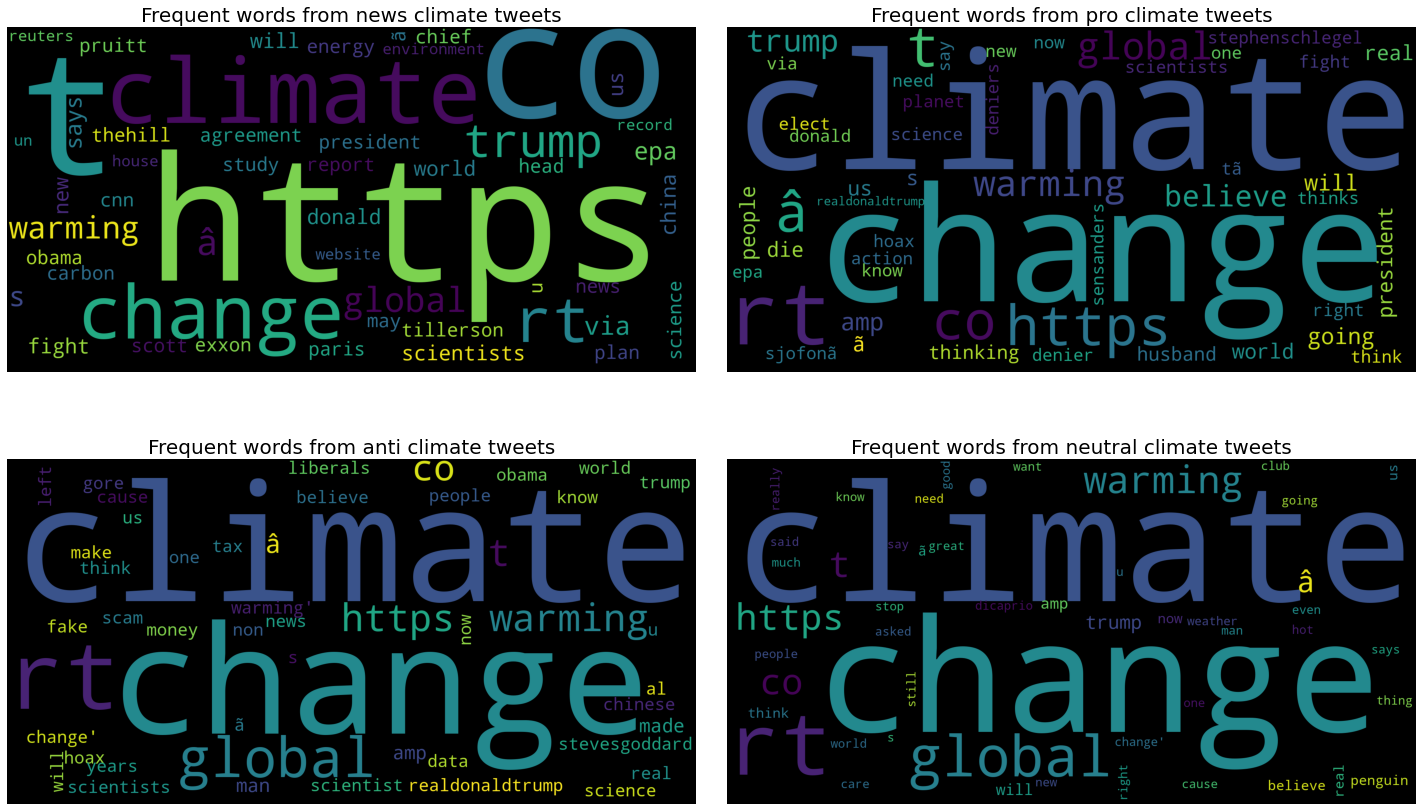 Frequent words from news climate tweets
reuters
pruitt
will
energy
ã
chief
environment
t
climate
co
us
says
thehill
agreement
president
trump
record
un
house
study
report
world
head
epa
new
cnn
https
donald
china
warming
â
website
obama
carbon
s
change
global
u
news
science
may
tillerson
rt
via
fight
scott
exxon
paris
scientists
plan
Frequent words from pro climate tweets
trump
t
say
new
now
global
stephenschlegel
one
real
via
need
scientists
fight
climate
planet
deniers
elect
donald
science
s
warming
tã
us
believe
will
thinks
realdonaldtrump
people
â
change
die
hoax
action
know
sensanders
president
epa
rt
amp
ã
co
https
right
going
sjofonã
thinking
denier
husband
world
think
Frequent words from anti climate tweets
left
liberals
co
obama
world
trump
gore
cause
believe
people
know
us
climate
make
think
one
tax
â
t
fake
scam
money
warming'
non
news
https
now
warming
u
rt
change
s
al
chinese
ã
made
change'
hoax
will
years
scientists
global
man
amp
data
stevesgoddard
scientist
realdonaldtrump
real
science
Frequent words from neutral climate tweets
really
know
good
need
want
warming
club
going
us
climate
said
much
t
say
ã
great
u
â
https
stop
dicaprio
amp
even
asked
trump
now
weather
man
hot
people
co
change
says
still
think
one
thing
rt
world
s
global
change'
care
will
new
right
cause
believe
real
penguin